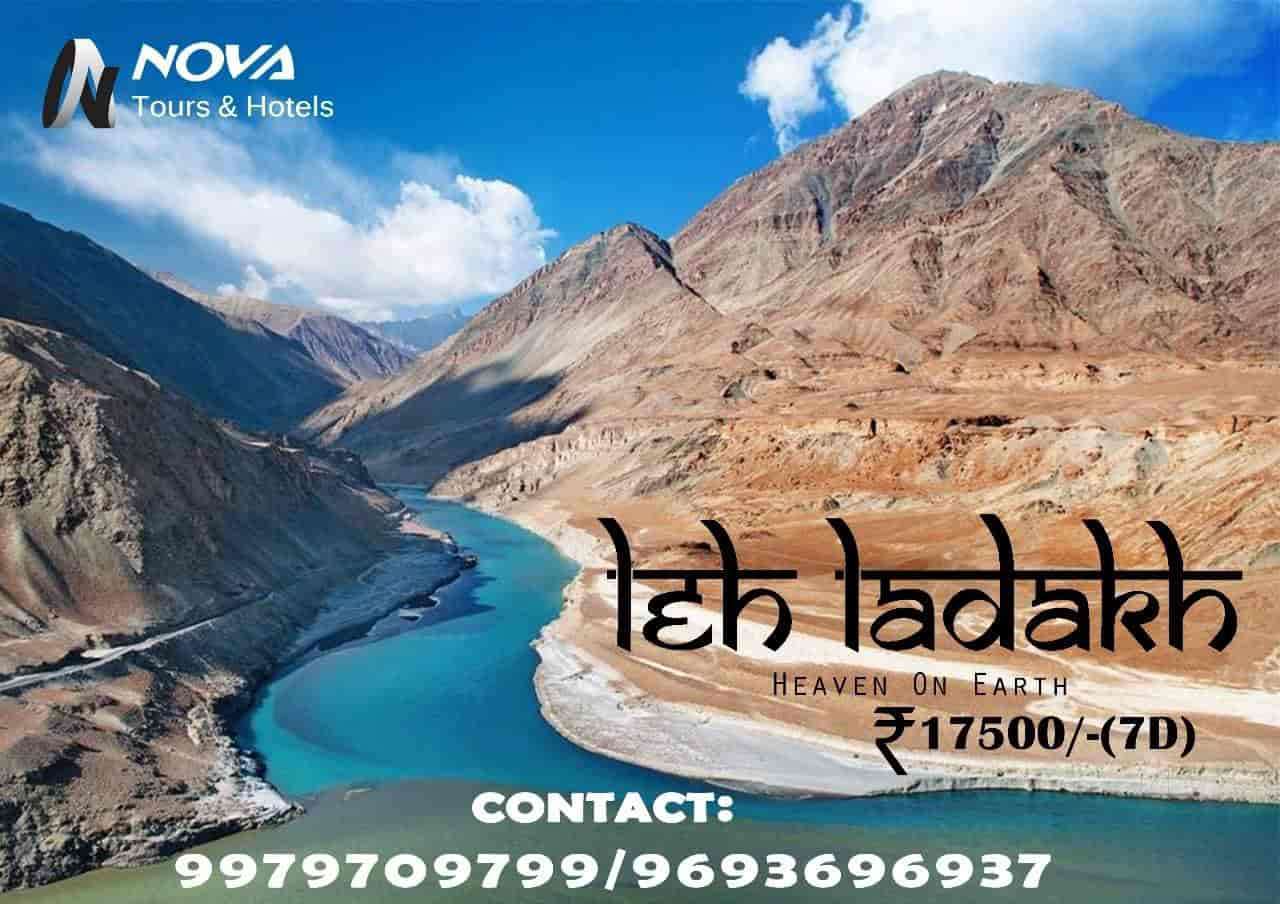 NOVA
Tours & Hotels
leh ladakh
HEAVEN ON EARTH
₹17500/-(7D)
CONTACT:
9979709799/9693696937